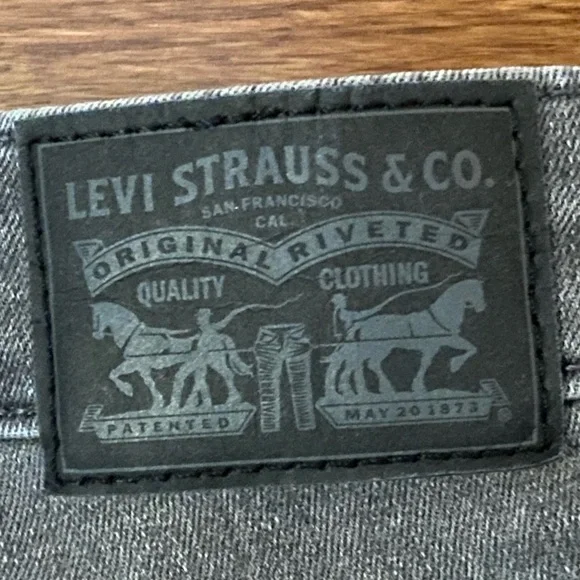 LEVI STRAUSS & CO.
SAN FRANCISCO
CAL.
ORIGINAL RIVETED
QUALITY CLOTHING
PATENTED MAY 20 1873
®